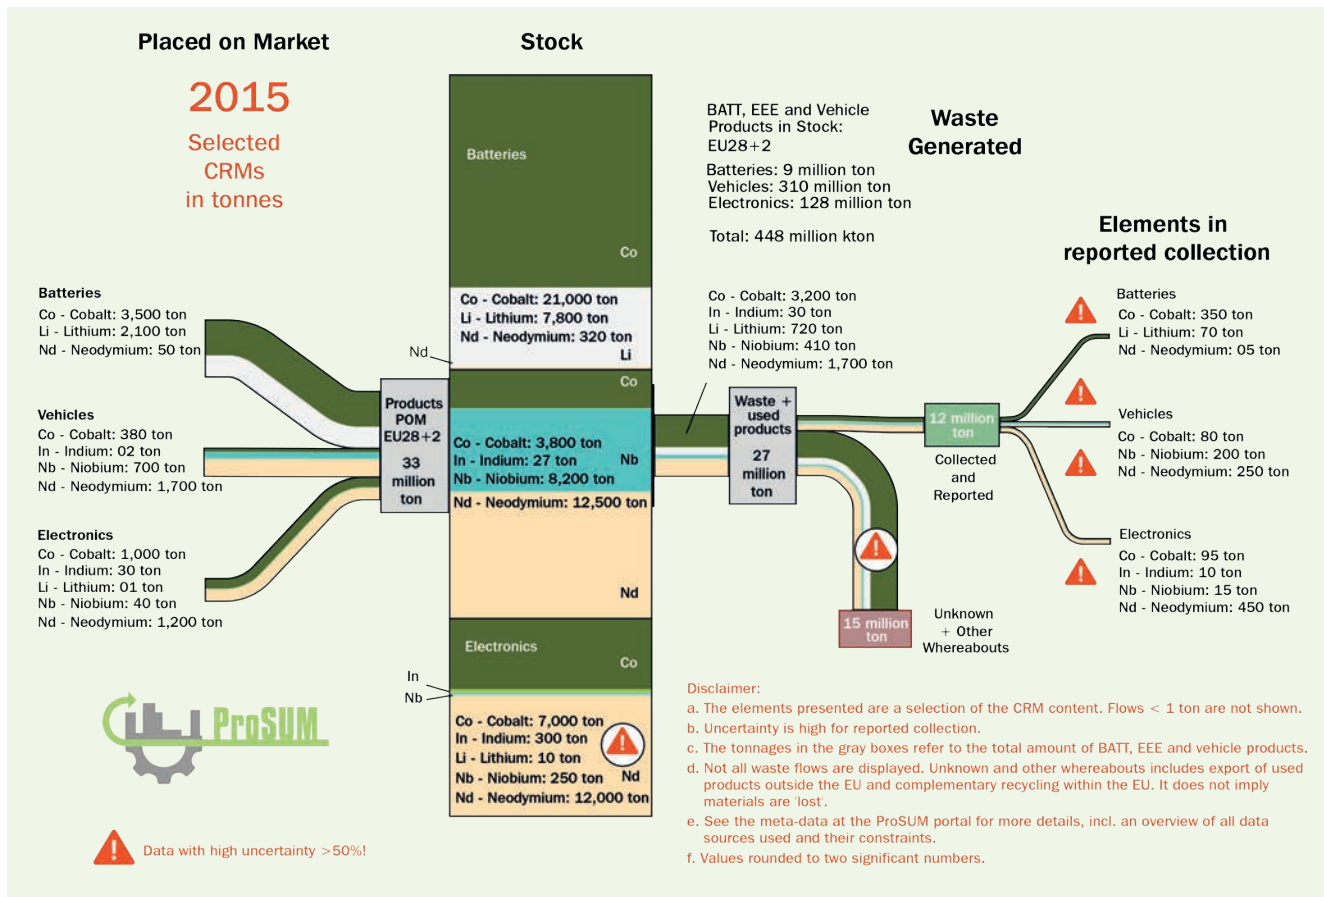 Placed on Market
2015
Selected
CRMs
in tonnes
Stock
BATT, EEE and Vehicle
Products in Stock:
EU28+2
Batteries: 9 million ton
Vehicles: 310 million ton
Electronics: 128 million ton
Total: 448 million kton
Waste
Generated
Elements in
reported collection
Batteries
Co - Cobalt: 3,500 ton
Li - Lithium: 2,100 ton
Nd - Neodymium: 50 ton
Vehicles
Co - Cobalt: 380 ton
In - Indium: 02 ton
Nb - Niobium: 700 ton
Nd - Neodymium: 1,700 ton
Electronics
Co - Cobalt: 1,000 ton
In - Indium: 30 ton
Li - Lithium: 01 ton
Nb - Niobium: 40 ton
Nd - Neodymium: 1,200 ton
Products
POM
EU28+2
33
million
ton
Batteries
Co
Co - Cobalt: 21,000 ton
Li - Lithium: 7,800 ton
Nd - Neodymium: 320 ton
Li
Nd
Co
Co - Cobalt: 3,800 ton
In - Indium: 27 ton
Nb
Nb - Niobium: 8,200 ton
Nd - Neodymium: 12,500 ton
Nd
Electronics
Co
In
Nb
Co - Cobalt: 7,000 ton
In - Indium: 300 ton
Li - Lithium: 10 ton
Nb - Niobium: 250 ton
Nd
Nd - Neodymium: 12,000 ton
Co - Cobalt: 3,200 ton
In - Indium: 30 ton
Li - Lithium: 720 ton
Nb - Niobium: 410 ton
Nd - Neodymium: 1,700 ton
Waste +
used
products
27
million
ton
12 million
ton
Collected
and
Reported
15 million
ton
Unknown
+ Other
Whereabouts
Batteries
Co - Cobalt: 350 ton
Li - Lithium: 70 ton
Nd - Neodymium: 05 ton
Vehicles
Co - Cobalt: 80 ton
Nb - Niobium: 200 ton
Nd - Neodymium: 250 ton
Electronics
Co - Cobalt: 95 ton
In - Indium: 10 ton
Nb - Niobium: 15 ton
Nd - Neodymium: 450 ton
ProSUM
Data with high uncertainty >50%!
Disclaimer:
a. The elements presented are a selection of the CRM content. Flows < 1 ton are not shown.
b. Uncertainty is high for reported collection.
c. The tonnages in the gray boxes refer to the total amount of BATT, EEE and vehicle products.
d. Not all waste flows are displayed. Unknown and other whereabouts includes export of used
products outside the EU and complementary recycling within the EU. It does not imply
materials are 'lost'.
e. See the meta-data at the ProSUM portal for more details, incl. an overview of all data
sources used and their constraints.
f. Values rounded to two significant numbers.